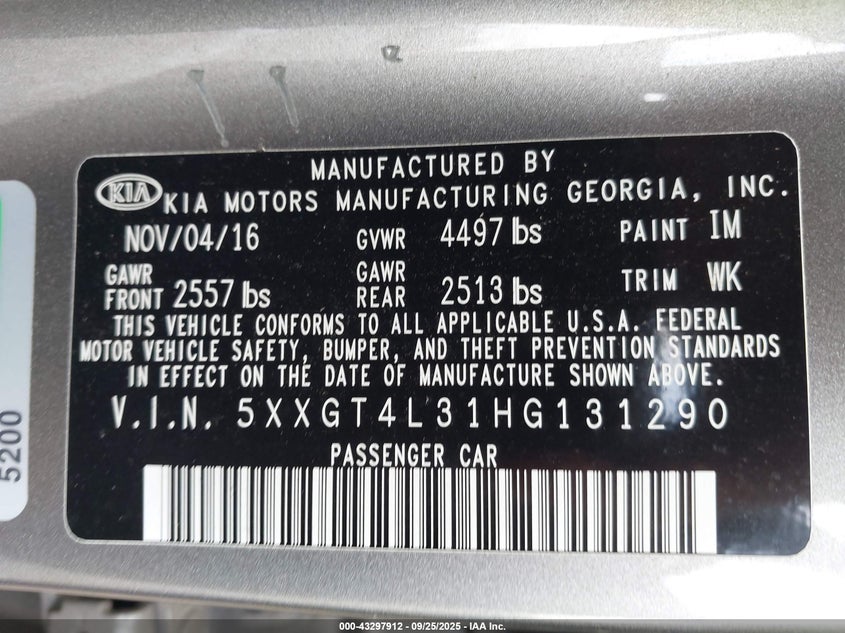 MANUFACTURED BY
KIA KIA MOTORS MANUFACTURING GEORGIA, INC.
NOV/04/16 GVWR 4497 lbs PAINT IM
GAWR FRONT 2557 lbs GAWR REAR 2513 lbs TRIM WK
THIS VEHICLE CONFORMS TO ALL APPLICABLE U.S.A. FEDERAL
MOTOR VEHICLE SAFETY, BUMPER, AND THEFT PREVENTION STANDARDS
IN EFFECT ON THE DATE OF MANUFACTURE SHOWN ABOVE.
V.I.N. 5XXGT4L31HG131290
PASSENGER CAR
5200
000-43297912 - 09/25/2025 - IAA Inc.